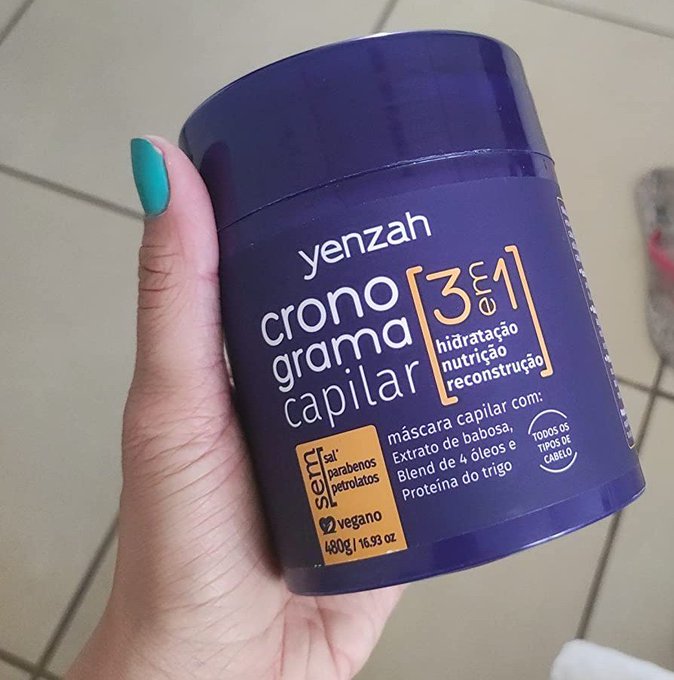 yenzah
crono
grama
capilar
3 em 1
hidratação
nutrição
reconstrução
máscara capilar com:
Extrato de babosa,
Blend de 4 óleos e
Proteína do trigo
TODOS OS
TIPOS DE
CABELO
sem
sal*
parabenos
petrolatos
vegano
480g / 16.93 oz